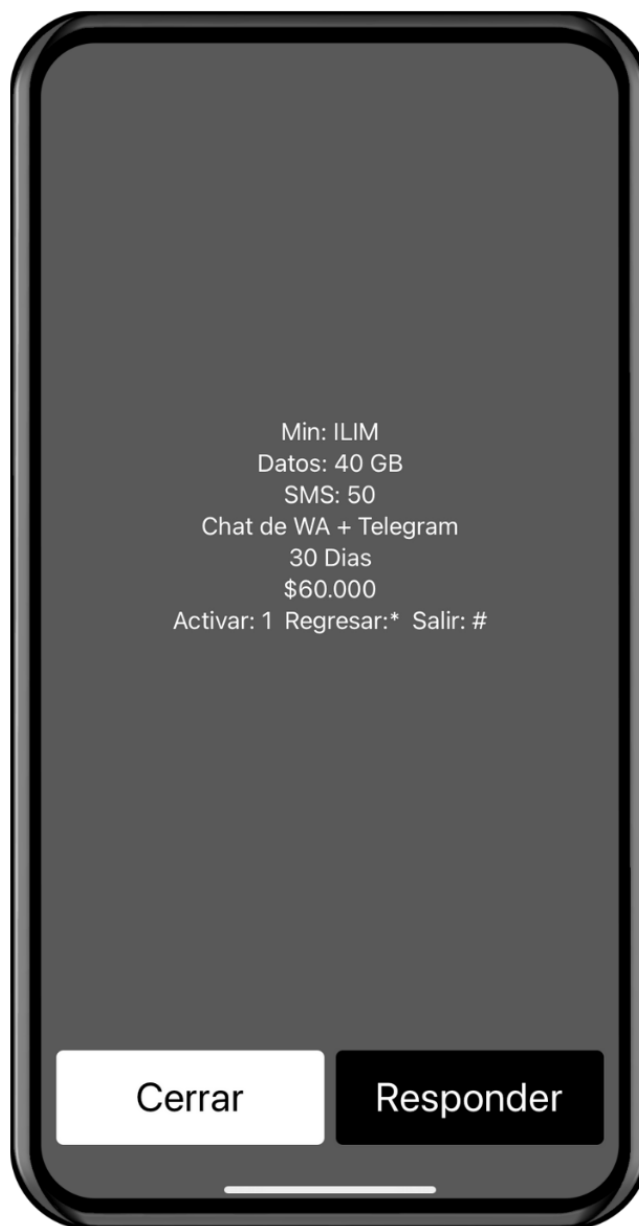 Min: ILIM
Datos: 40 GB
SMS: 50
Chat de WA + Telegram
30 Dias
$60.000
Activar: 1 Regresar:* Salir: #
Cerrar
Responder